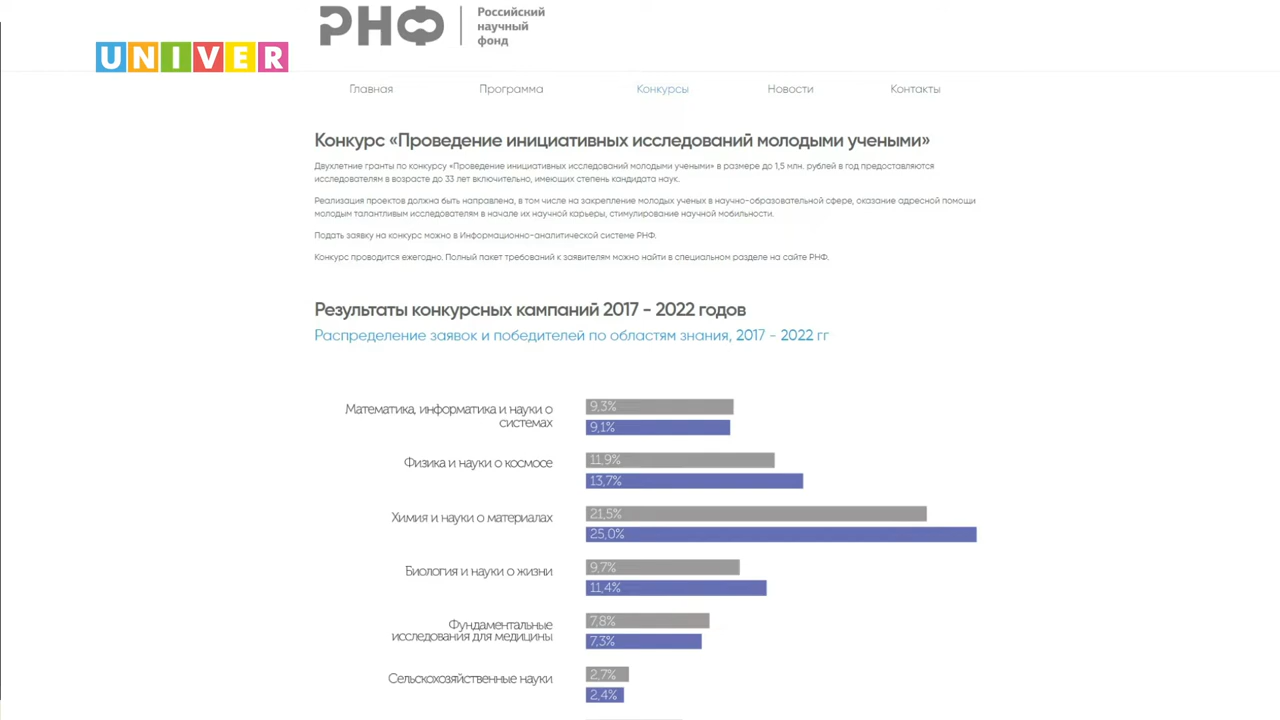 РНФ
Российский
научный
фонд
UNIVER
Главная Программа Конкурсы Новости Контакты
Конкурс «Проведение инициативных исследований молодыми учеными»
Двухлетние гранты по конкурсу «Проведение инициативных исследований молодыми учеными» в размере до 1,5 млн. рублей в год предоставляются
исследователям в возрасте до 33 лет включительно, имеющих степень кандидата наук.
Реализация проектов должна быть направлена, в том числе на закрепление молодых ученых в научно-образовательной сфере, оказание адресной помощи
молодым талантливым исследователям в начале их научной карьеры, стимулирование научной мобильности.
Подать заявку на конкурс можно в Информационно-аналитической системе РНФ.
Конкурс проводится ежегодно. Полный пакет требований к заявителям можно найти в специальном разделе на сайте РНФ.
Результаты конкурсных кампаний 2017 - 2022 годов
Распределение заявок и победителей по областям знания, 2017 - 2022 гг
Математика, информатика и науки о
системах
9,3%
9,1%
Физика и науки о космосе
11,9%
13,7%
Химия и науки о материалах
21,5%
25,0%
Биология и науки о жизни
9,7%
11,4%
Фундаментальные
исследования для медицины
7,8%
7,3%
Сельскохозяйственные науки
2,7%
2,4%